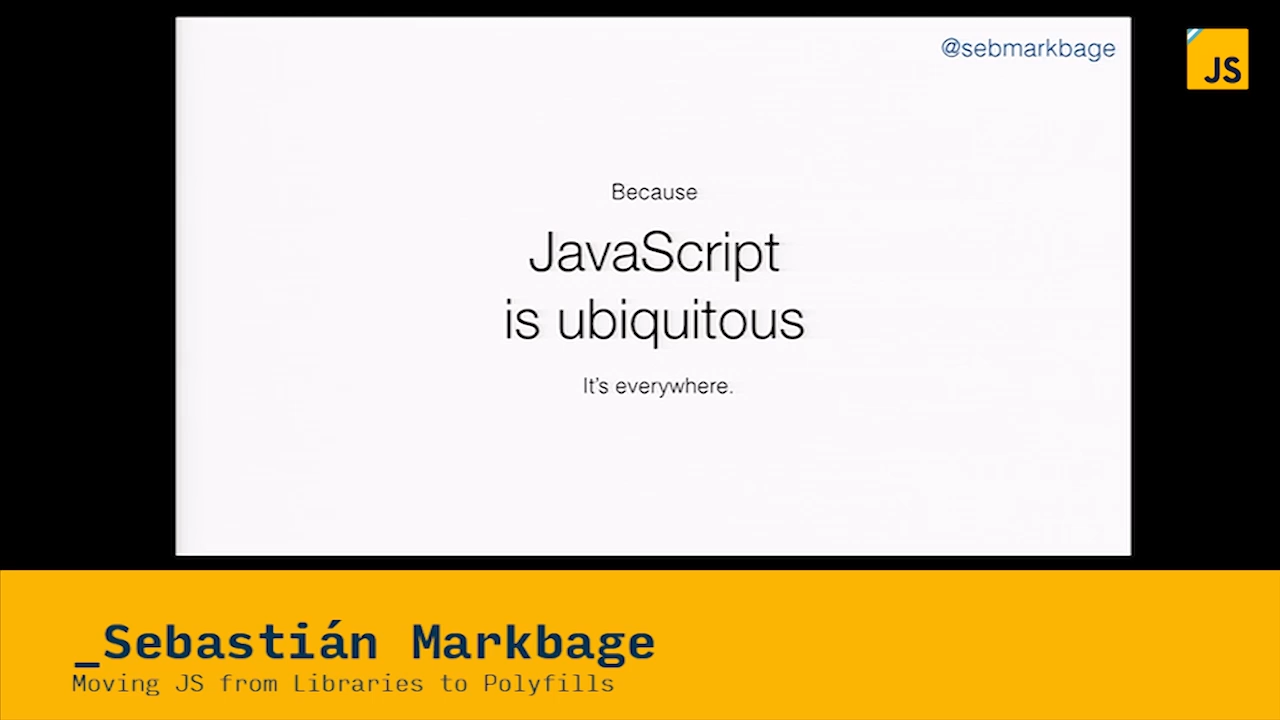 @sebmarkbage
JS
Because
JavaScript
is ubiquitous
It's everywhere.
_Sebastián Markbage
Moving JS from Libraries to Polyfills